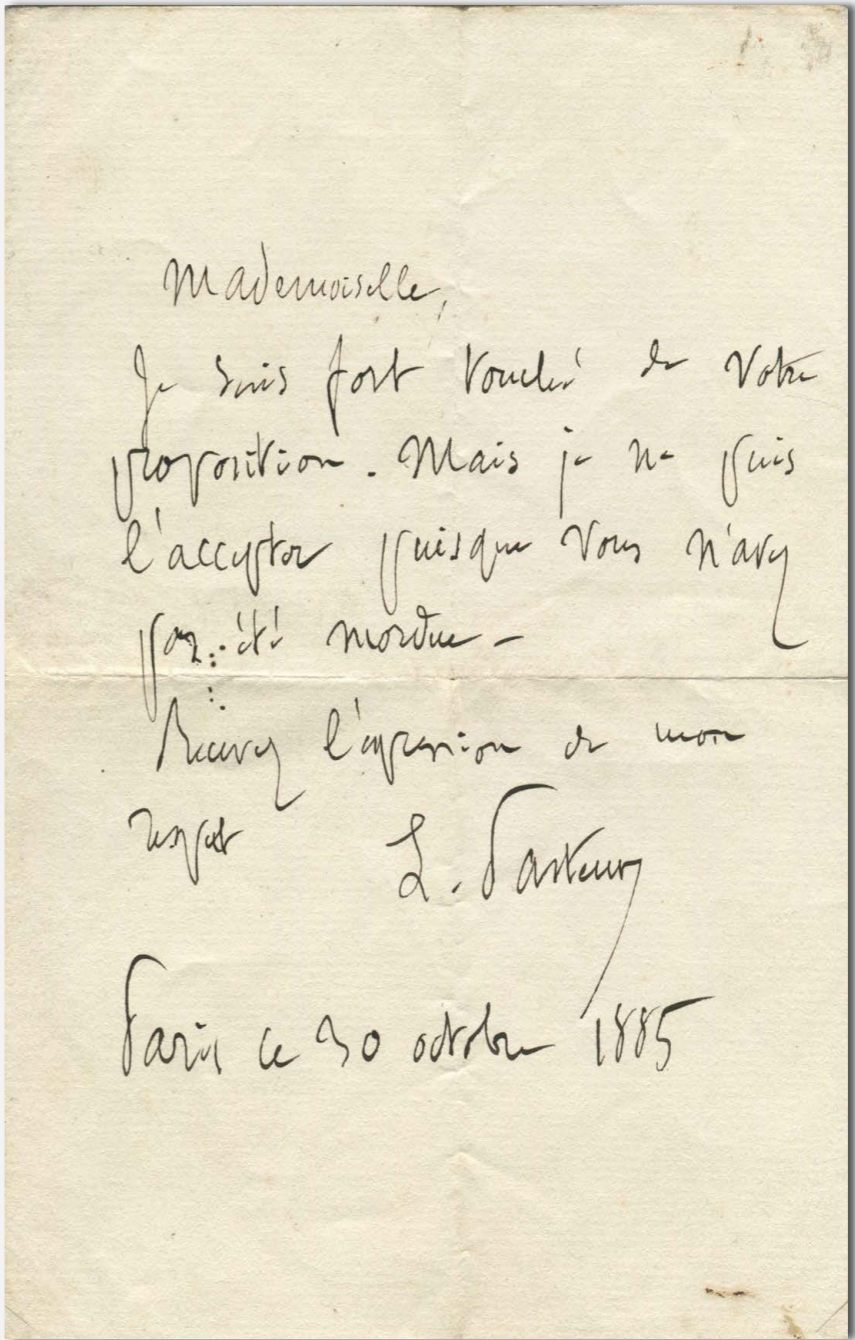 Mademoiselle,
Je suis fort touché de votre
proposition. Mais je ne puis
l'accepter puisque vous n'avez
pas été mordue –
Recevez l'expression de mon
respect L. Pasteur
Paris ce 30 octobre 1885